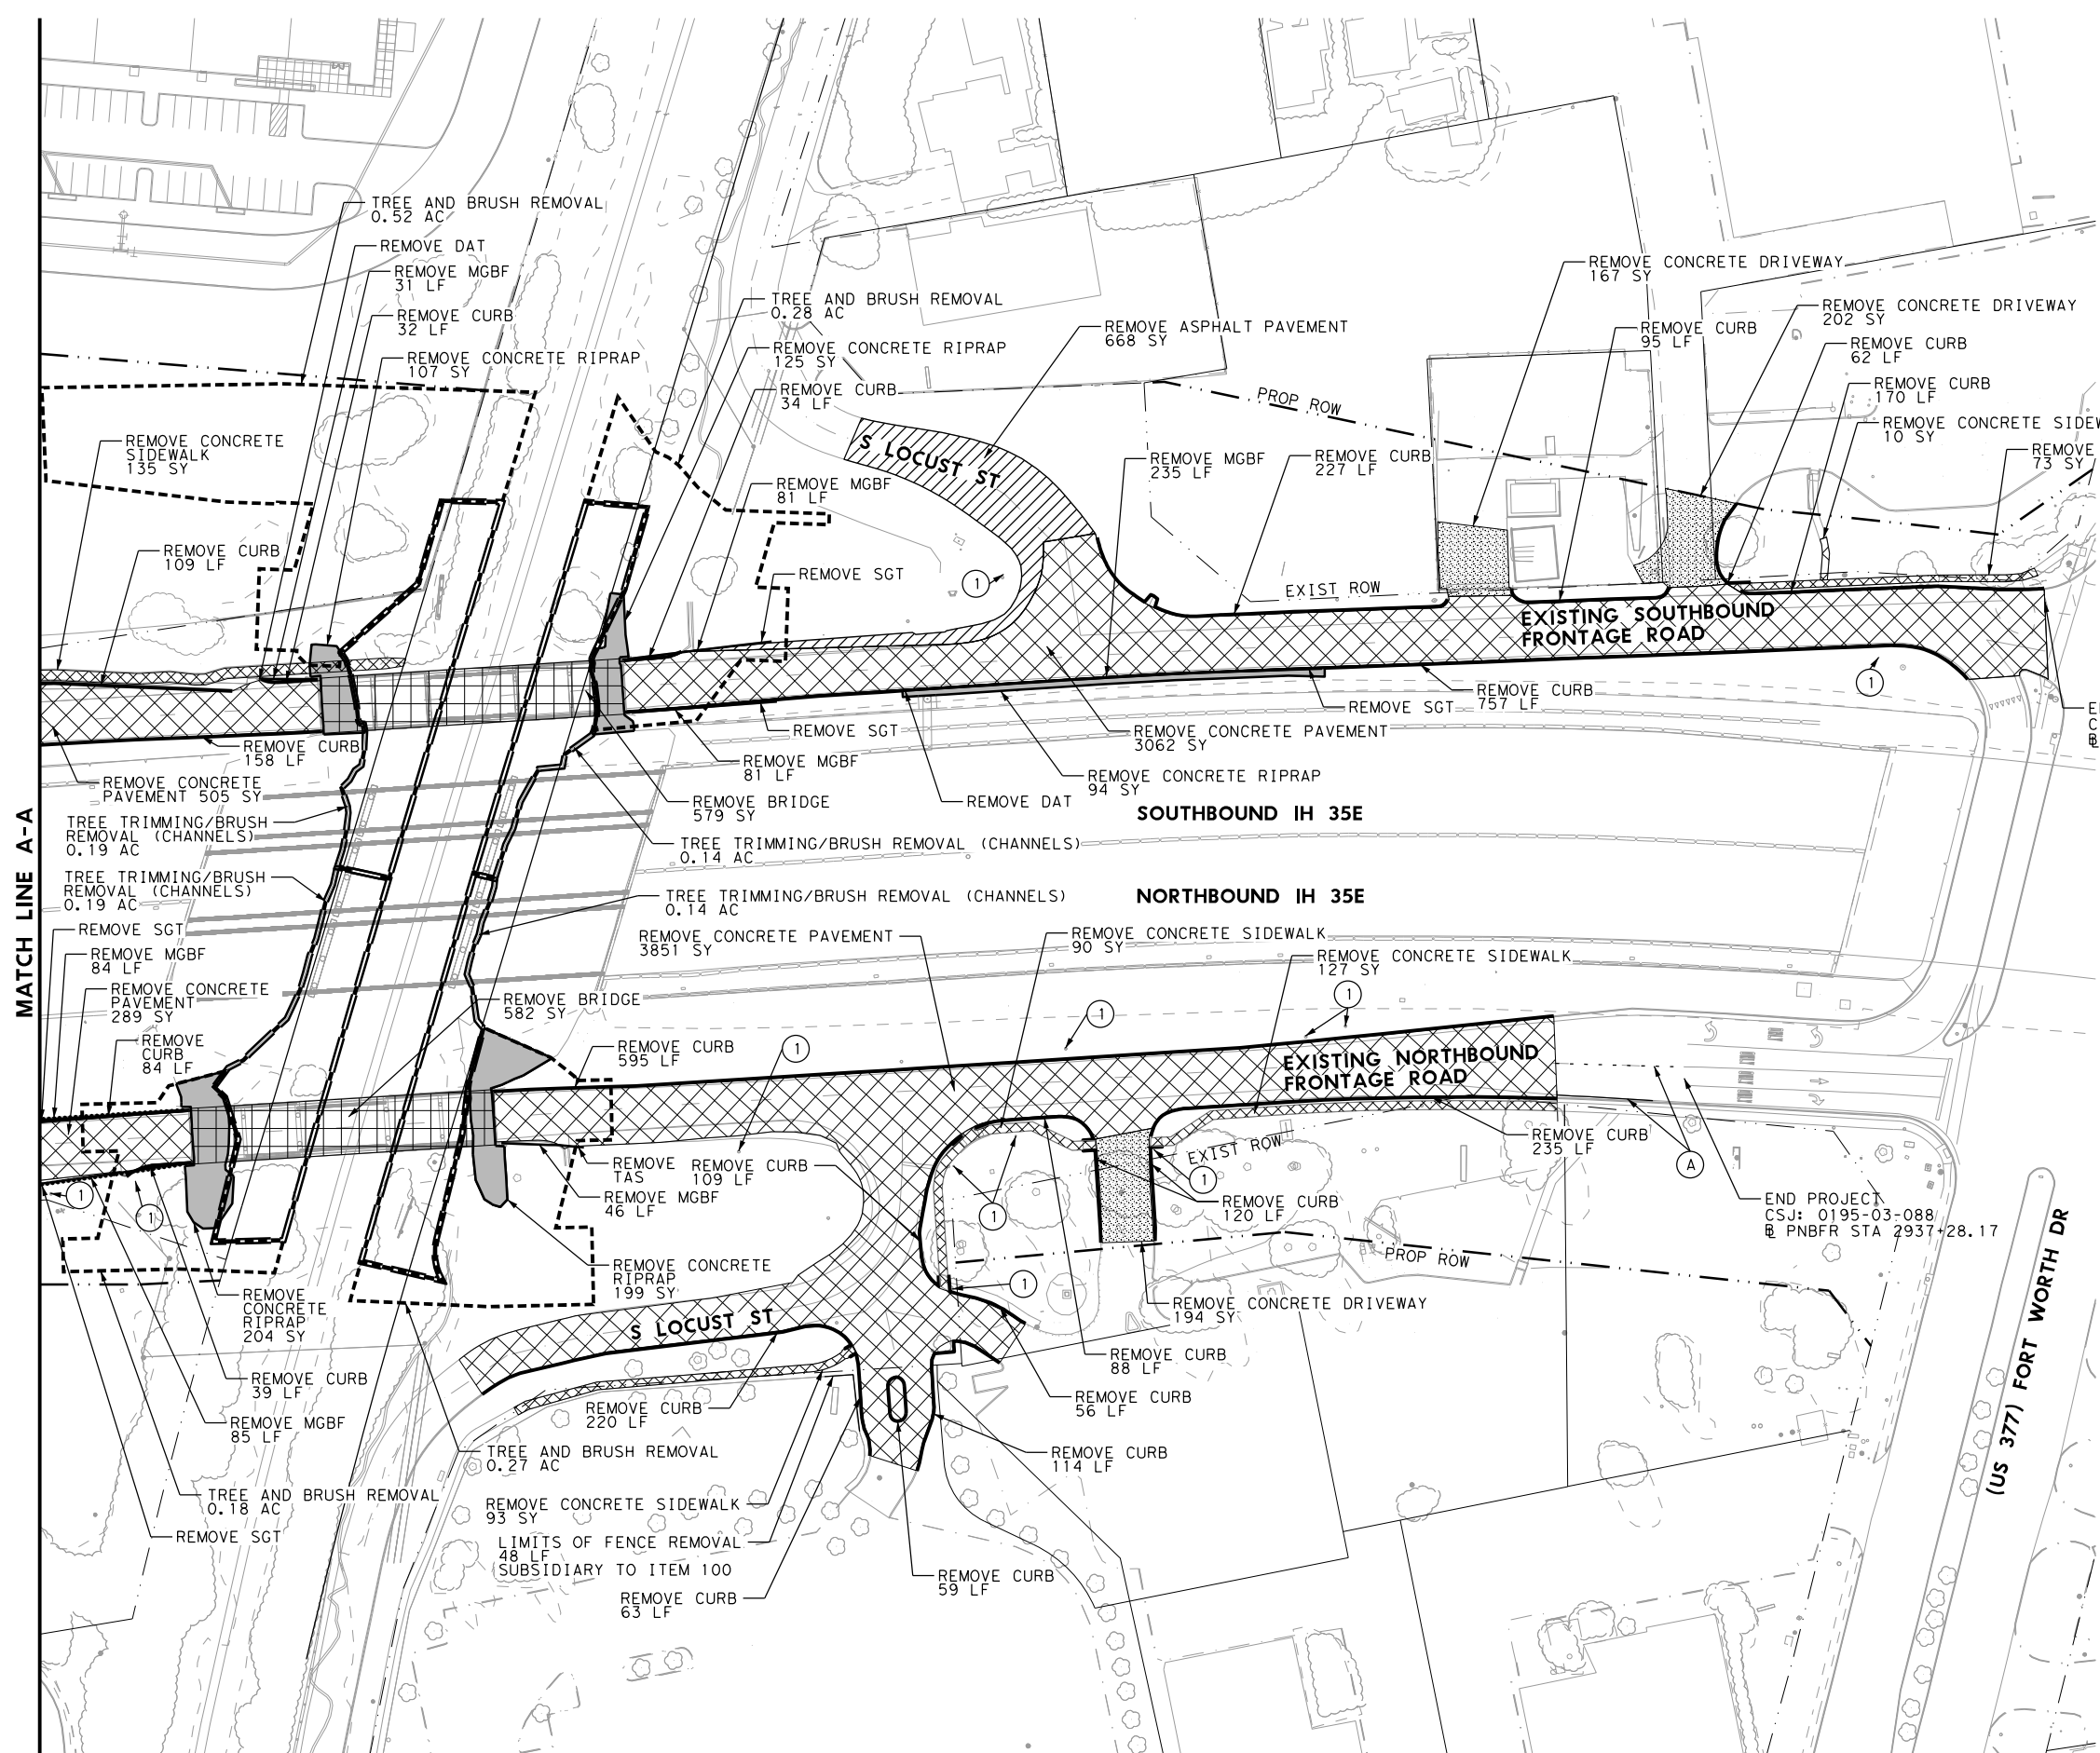 TREE AND BRUSH REMOVAL
0.52 AC
REMOVE DAT
REMOVE MGBF
31 LF
REMOVE CURB
32 LF
REMOVE CONCRETE RIPRAP
107 SY
REMOVE CONCRETE
SIDEWALK
135 SY
REMOVE CURB
109 LF
TREE AND BRUSH REMOVAL
0.28 AC
REMOVE CONCRETE RIPRAP
125 SY
REMOVE CURB
34 LF
REMOVE MGBF
81 LF
REMOVE SGT
REMOVE ASPHALT PAVEMENT
668 SY
S LOCUST ST
1
PROP ROW
REMOVE MGBF
235 LF
REMOVE CURB
227 LF
EXIST ROW
REMOVE CONCRETE DRIVEWAY
167 SY
REMOVE CURB
95 LF
REMOVE CONCRETE DRIVEWAY
202 SY
REMOVE CURB
62 LF
REMOVE CURB
170 LF
REMOVE CONCRETE SIDEW
10 SY
REMOVE
73 SY
EXISTING SOUTHBOUND
FRONTAGE ROAD
1
REMOVE CURB
757 LF
REMOVE SGT
REMOVE CONCRETE PAVEMENT
3062 SY
REMOVE CONCRETE RIPRAP
94 SY
REMOVE DAT
REMOVE SGT
REMOVE MGBF
81 LF
REMOVE BRIDGE
579 SY
REMOVE CURB
158 LF
REMOVE CONCRETE
PAVEMENT 505 SY
TREE TRIMMING/BRUSH
REMOVAL (CHANNELS)
0.19 AC
TREE TRIMMING/BRUSH
REMOVAL (CHANNELS)
0.19 AC
TREE TRIMMING/BRUSH REMOVAL (CHANNELS)
0.14 AC
TREE TRIMMING/BRUSH REMOVAL (CHANNELS)
0.14 AC
SOUTHBOUND IH 35E
NORTHBOUND IH 35E
MATCH LINE A-A
REMOVE SGT
REMOVE MGBF
84 LF
REMOVE CONCRETE
PAVEMENT
289 SY
REMOVE
CURB
84 LF
REMOVE CONCRETE PAVEMENT
3851 SY
REMOVE BRIDGE
582 SY
REMOVE CURB
595 LF
1
REMOVE CONCRETE SIDEWALK
90 SY
REMOVE CONCRETE SIDEWALK
127 SY
1
1
EXISTING NORTHBOUND
FRONTAGE ROAD
REMOVE CURB
235 LF
A
END PROJECT
CSJ: 0195-03-088
PNBFR STA 2937+28.17
EXIST ROW
1
REMOVE CURB
120 LF
1
PROP ROW
1
REMOVE CONCRETE DRIVEWAY
194 SY
REMOVE CURB
88 LF
REMOVE CURB
56 LF
REMOVE CURB
114 LF
REMOVE CURB
59 LF
REMOVE
TAS
REMOVE CURB
109 LF
REMOVE MGBF
46 LF
REMOVE CONCRETE
RIPRAP
199 SY
S LOCUST ST
REMOVE CURB
220 LF
1
1
REMOVE
CONCRETE
RIPRAP
204 SY
REMOVE CURB
39 LF
REMOVE MGBF
85 LF
TREE AND BRUSH REMOVAL
0.18 AC
REMOVE SGT
TREE AND BRUSH REMOVAL
0.27 AC
REMOVE CONCRETE SIDEWALK
93 SY
LIMITS OF FENCE REMOVAL
48 LF
SUBSIDIARY TO ITEM 100
REMOVE CURB
63 LF
(US 377) FORT WORTH DR